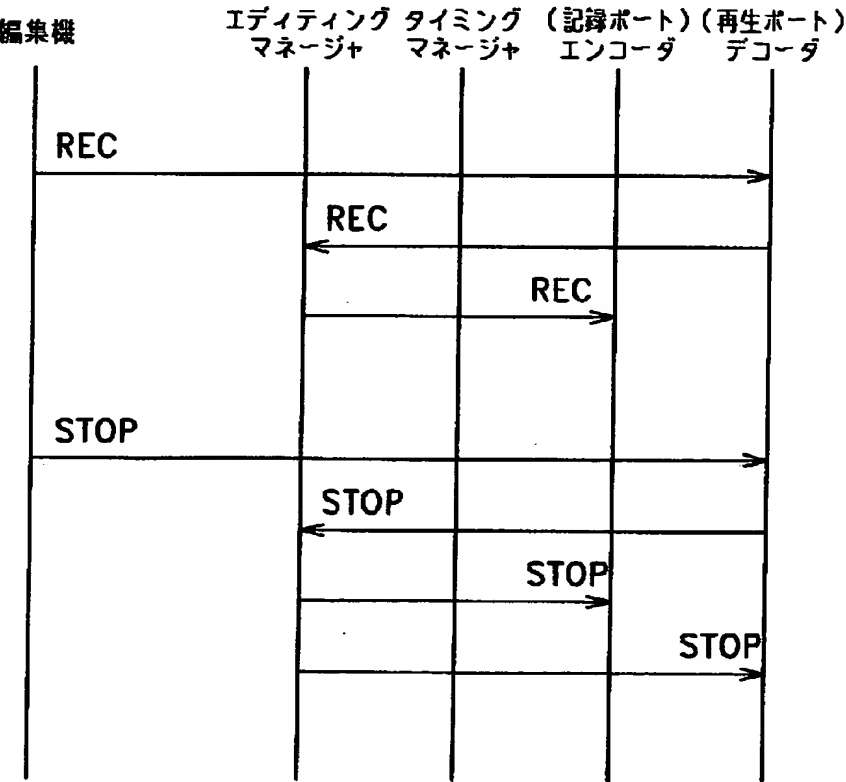 編集機
エディティング タイミング (記録ポート) (再生ポート)
マネージャ マネージャ エンコーダ デコーダ
REC
REC
REC
STOP
STOP
STOP
STOP